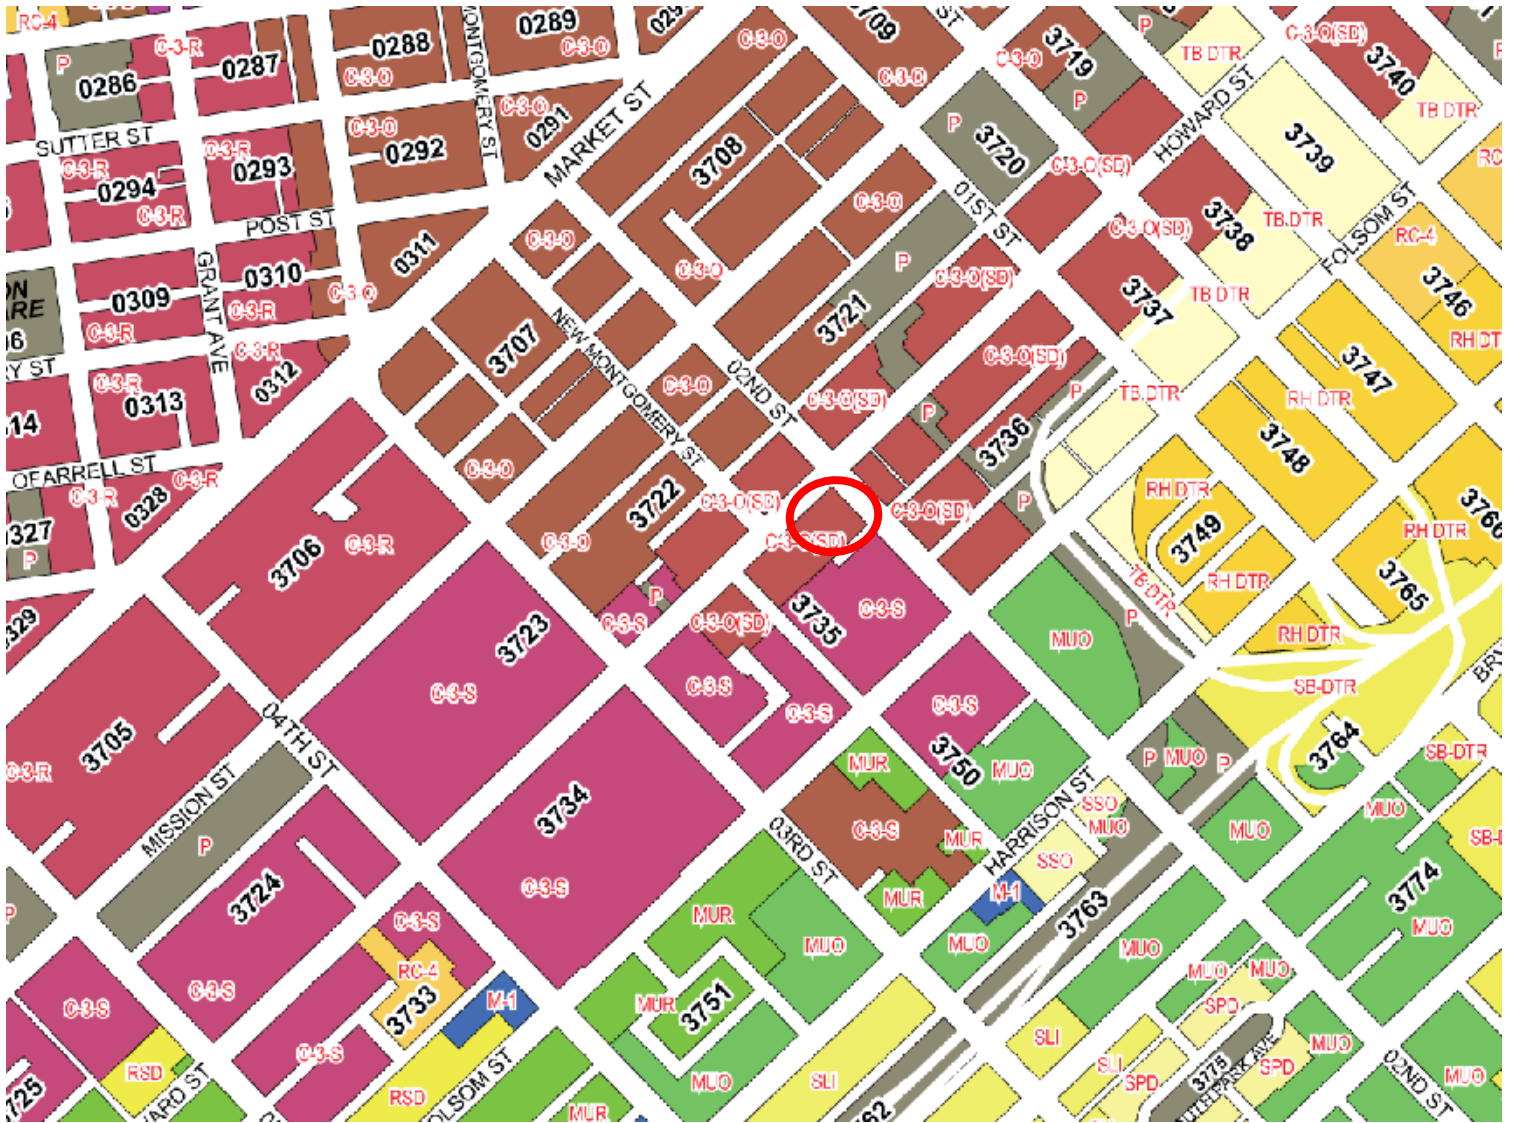 RC-4
P
0286
C-3-R
0287
C-3-O
0288
MONTGOMERY ST
0289
C-3-O
C-3-O
3709
C-3-O
C-3-O
3719
P
P
TB DTR
C-3-O(SD)
3740
TB DTR
SUTTER ST
C-3-R
0294
C-3-R
C-3-R
0293
C-3-O
0292
C-3-O
0291
MARKET ST
3708
P
3720
C-3-O(SD)
HOWARD ST
3739
POST ST
0311
C-3-O
C-3-O
C-3-O
P
01ST ST
C-3-O(SD)
3738
TB DTR
FOLSOM ST
RC-4
3746
RH DT
GRANT AVE
0310
C-3-R
C-3-O
0309
C-3-R
C-3-R
0312
C-3-R
0313
3707
NEW MONTGOMERY ST
3721
C-3-O(SD)
C-3-O(SD)
3737
TB DTR
TB DTR
3747
RH DTR
C-3-O
02ND ST
C-3-O(SD)
P
3736
P
P
3748
OFARRELL ST
C-3-R
C-3-R
0328
0327
P
C-3-O
C-3-O
3722
C-3-O(SD)
C-3-O(SD)
C-3-O(SD)
RH DTR
3749
RH DTR
TB-DTR
P
RH DTR
3766
3765
RH DTR
SB-DTR
3706
C-3-R
0329
3723
C-3-S
C-3-S
P
C-3-O(SD)
3735
C-3-S
C-3-S
C-3-S
MUO
C-3-S
3750
MUO
3705
C-3-R
04TH ST
MISSION ST
P
3734
C-3-S
03RD ST
MUR
C-3-S
MUR
MUR
HARRISON ST
SSO
MUO
SSO
M-1
P
MUO
P
3764
SB-DTR
MUO
MUO
3774
MUO
3724
C-3-S
C-3-S
RC-4
3733
M-1
C-3-S
C-3-S
RSD
RSD
P
MUR
MUO
MUR
3751
MUO
MUR
SLI
MUO
3763
MUO
MUO
MUO
SPD
SLI
SLI
SPD
3775
SPD
MUO
02ND ST
MUO